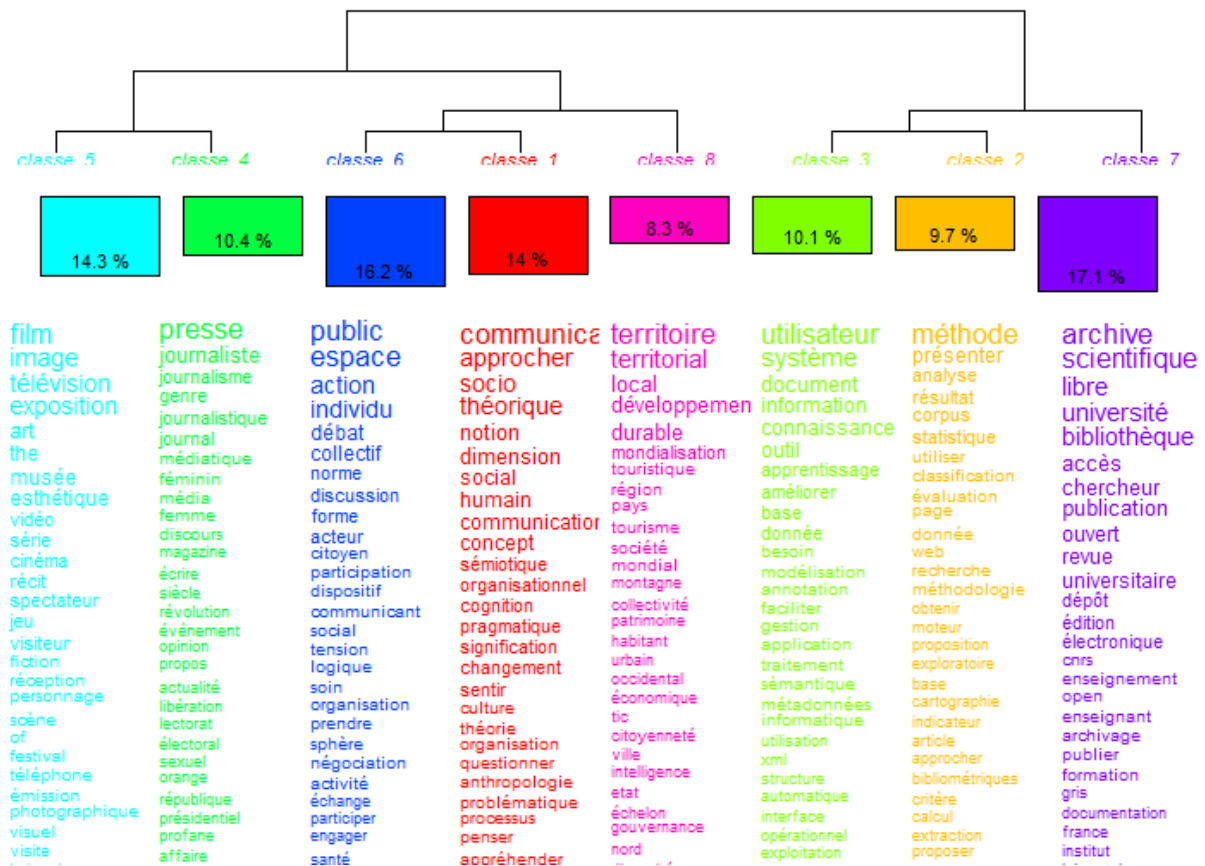 classe 5 classe 4 classe 6 classe 1 classe 8 classe 3 classe 2 classe 7
14.3 % 10.4 % 16.2 % 14 % 8.3 % 10.1 % 9.7 % 17.1 %
film
image
télévision
exposition
art
the
musée
esthétique
vidéo
série
cinéma
récit
spectateur
jeu
visiteur
fiction
réception
personnage
scène
of
festival
téléphone
émission
photographique
visuel
visite
presse
journaliste
journalisme
genre
journalistique
journal
médiatique
féminin
média
femme
discours
magazine
écrire
siècle
révolution
événement
opinion
propos
actualité
libération
lectorat
électoral
sexuel
orange
république
présidentiel
profane
affaire
public
espace
action
individu
débat
collectif
norme
discussion
forme
acteur
citoyen
participation
dispositif
communicant
social
tension
logique
soin
organisation
prendre
sphère
négociation
activité
échange
participer
engager
santé
communica
approcher
socio
théorique
notion
dimension
social
humain
communication
concept
sémiotique
organisationnel
cognition
pragmatique
signification
changement
sentir
culture
théorie
organisation
questionner
anthropologie
problématique
processus
penser
appréhender
territoire
territorial
local
développemen
durable
mondialisation
touristique
région
pays
tourisme
société
mondial
montagne
collectivité
patrimoine
habitant
urbain
occidental
économique
tic
citoyenneté
ville
intelligence
etat
échelon
gouvernance
nord
utilisateur
système
document
information
connaissance
outil
apprentissage
améliorer
base
donnée
besoin
modélisation
annotation
faciliter
gestion
application
traitement
sémantique
métadonnées
informatique
utilisation
xml
structure
automatique
interface
opérationnel
exploitation
méthode
présenter
analyse
résultat
corpus
statistique
utiliser
classification
évaluation
page
donnée
web
recherche
méthodologie
obtenir
moteur
proposition
exploratoire
base
cartographie
indicateur
article
approcher
bibliométriques
critère
calcul
extraction
proposer
archive
scientifique
libre
université
bibliothèque
accès
chercheur
publication
ouvert
revue
universitaire
dépôt
édition
électronique
cnrs
enseignement
open
enseignant
archivage
publier
formation
gris
documentation
france
institut